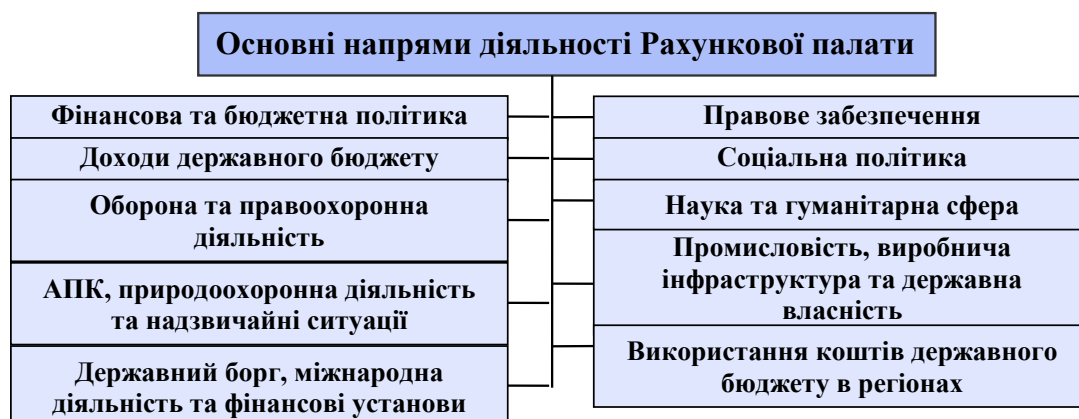 Основні напрями діяльності Рахункової палати
Фінансова та бюджетна політика
Доходи державного бюджету
Оборона та правоохоронна
діяльність
АПК, природоохоронна діяльність
та надзвичайні ситуації
Державний борг, міжнародна
діяльність та фінансові установи
Правове забезпечення
Соціальна політика
Наука та гуманітарна сфера
Промисловість, виробнича
інфраструктура та державна
власність
Використання коштів державного
бюджету в регіонах